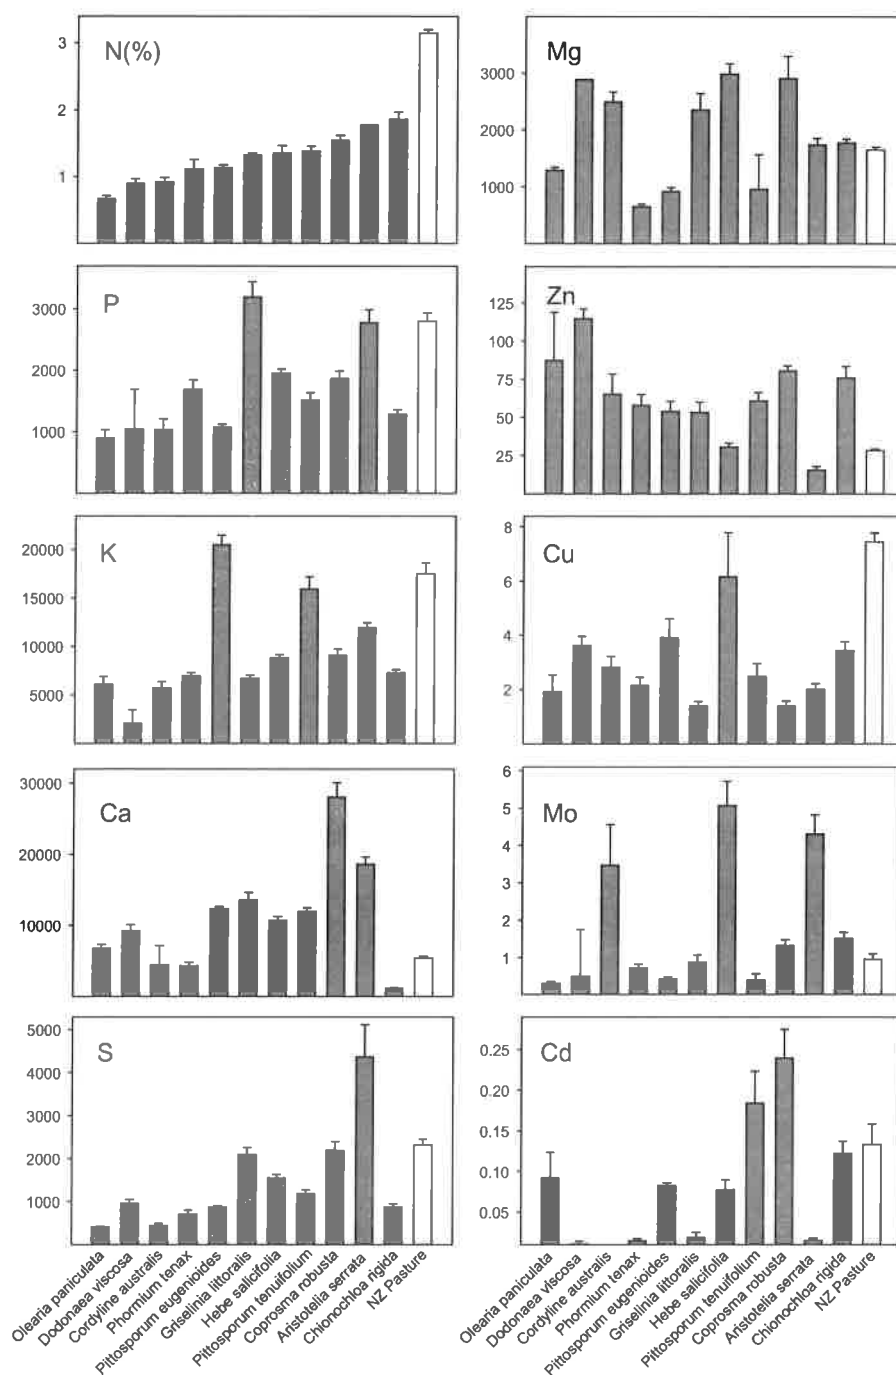 N(%)
3
2
1
Mg
3000
2000
1000
P
3000
2000
1000
Zn
125
100
75
50
25
K
20000
15000
10000
5000
Cu
8
6
4
2
Ca
30000
20000
10000
Mo
6
5
4
3
2
1
S
5000
4000
3000
2000
1000
Cd
0.25
0.20
0.15
0.10
0.05
Olearia paniculata
Dodonaea viscosa
Cordyline australis
Phormium tenax
Pittosporum eugenioides
Griselinia littoralis
Hebe salicifolia
Pittosporum tenuifolium
Coprosma robusta
Aristotelia serrata
Chionochloa rigida
NZ Pasture
Olearia paniculata
Dodonaea viscosa
Cordyline australis
Phormium tenax
Pittosporum eugenioides
Griselinia littoralis
Hebe salicifolia
Pittosporum tenuifolium
Coprosma robusta
Aristotelia serrata
Chionochloa rigida
NZ Pasture